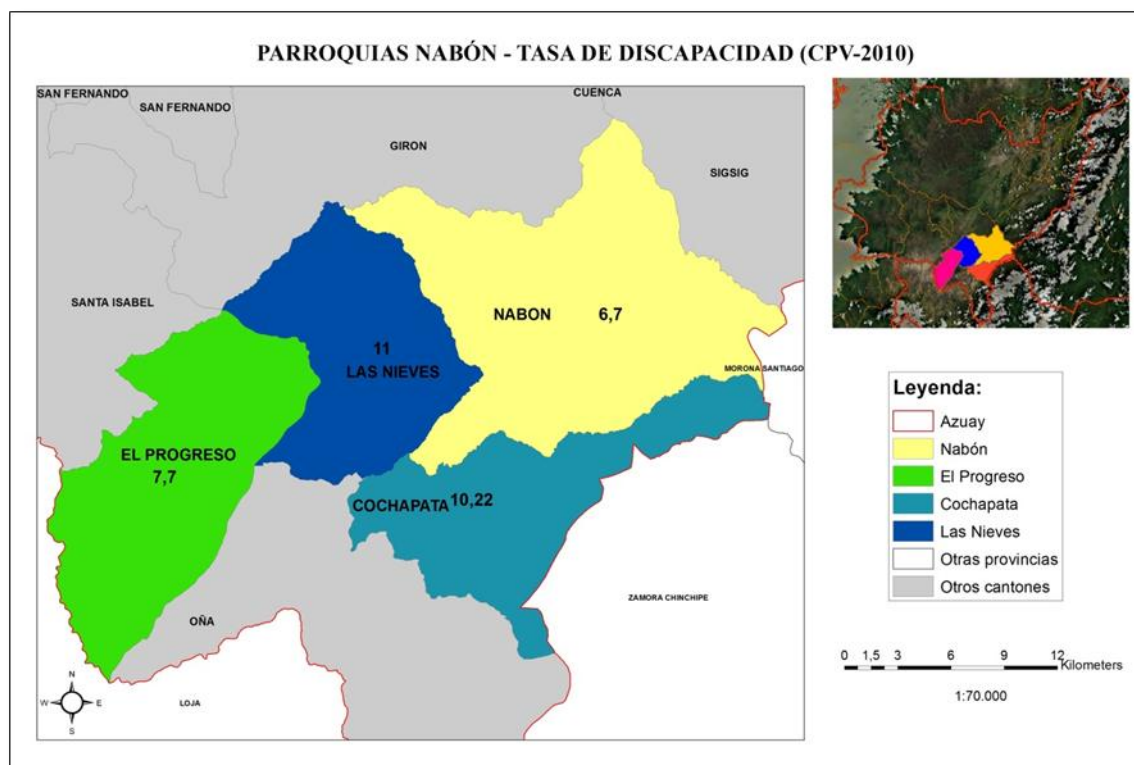 PARROQUIAS NABÓN - TASA DE DISCAPACIDAD (CPV-2010)
SAN FERNANDO
SAN FERNANDO
CUENCA
GIRON
SIGSIG
SANTA ISABEL
NABON 6,7
11
LAS NIEVES
MORONA SANTIAGO
EL PROGRESO
7,7
COCHAPATA 10,22
ZAMORA CHINCHIPE
OÑA
LOJA
N
W E
S
Leyenda:
Azuay
Nabón
El Progreso
Cochapata
Las Nieves
Otras provincias
Otros cantones
0 1,5 3 6 9 12
Kilometers
1:70.000